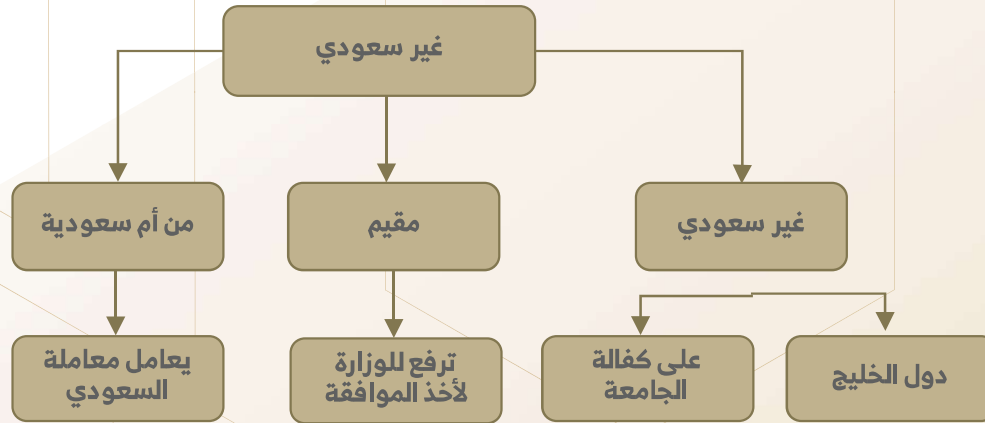 غير سعودي
غير سعودي
مقيم
من أم سعودية
دول الخليج
على كفالة
الجامعة
ترفع للوزارة
لأخذ الموافقة
يعامل معاملة
السعودي